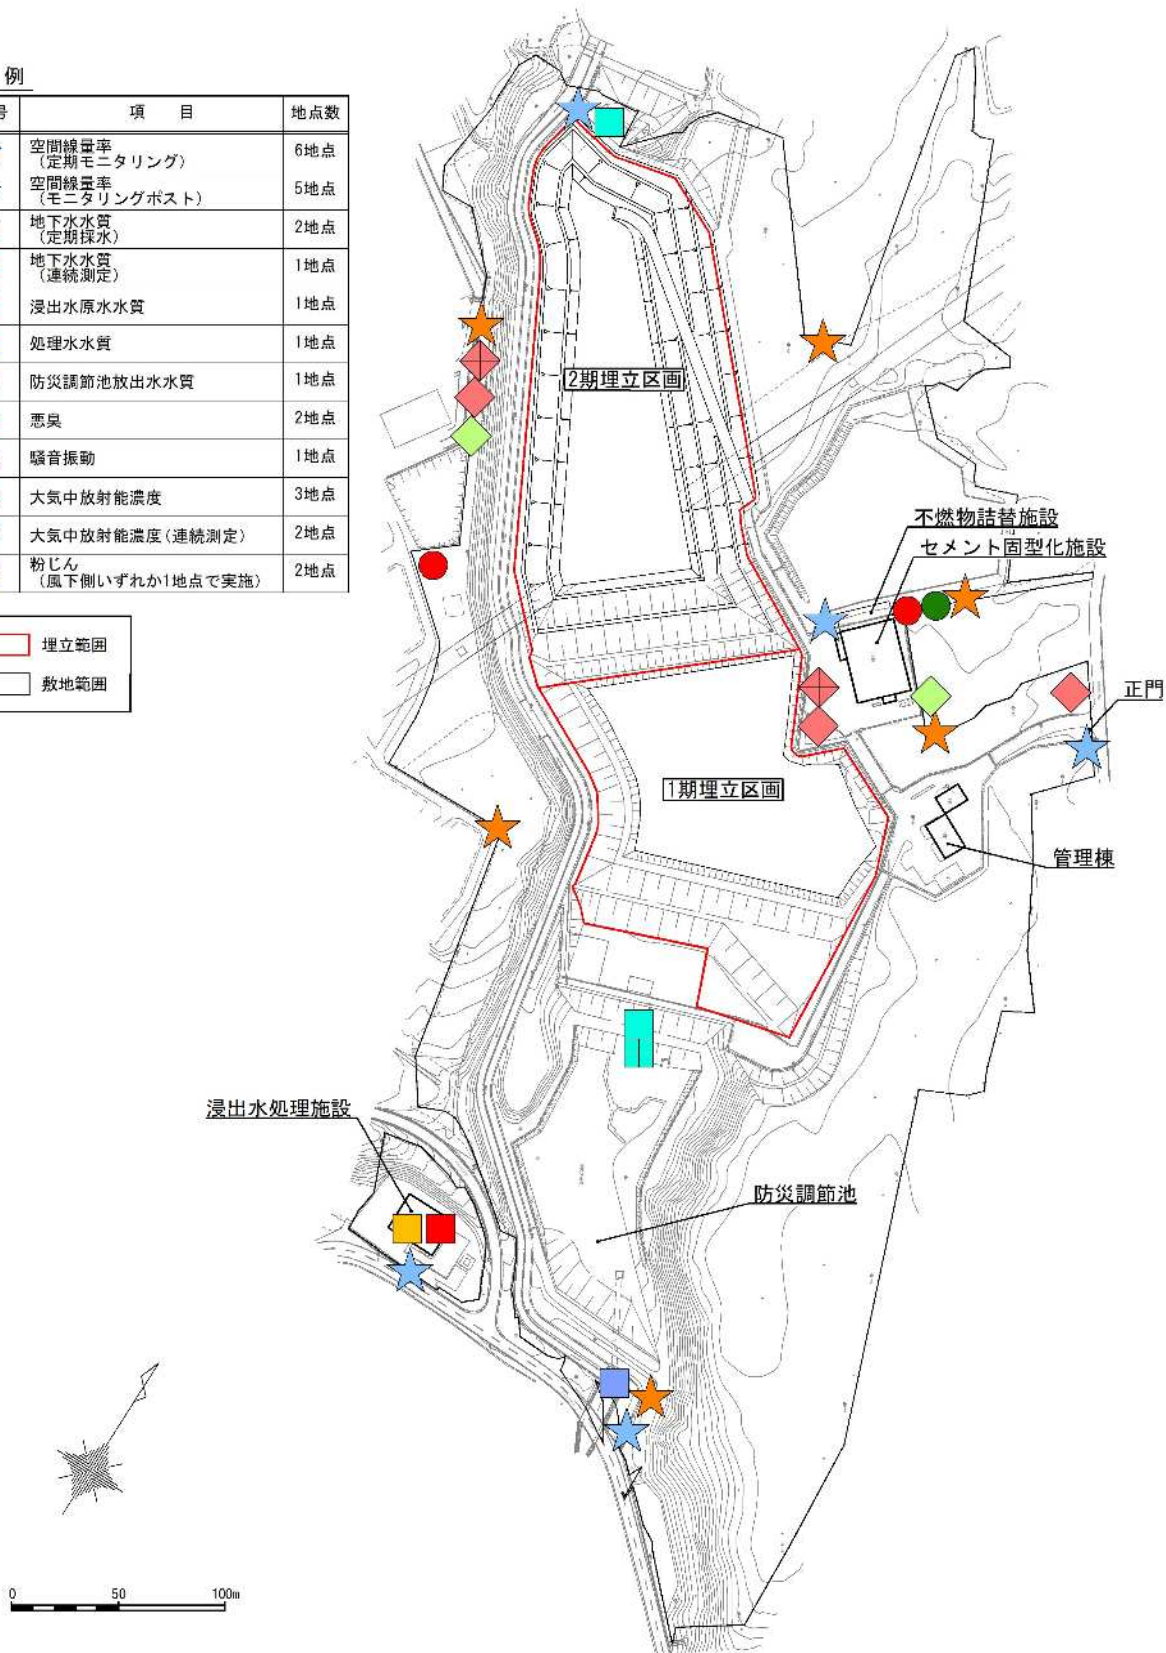 例
号 項 目 地点数
空間線量率 6地点
（定期モニタリング）
空間線量率 5地点
（モニタリングポスト）
地下水水質 2地点
（定期採水）
地下水水質 1地点
（連続測定）
浸出水原水水質 1地点
処理水水質 1地点
防災調節池放出水水質 1地点
悪臭 2地点
騒音振動 1地点
大気中放射能濃度 3地点
大気中放射能濃度（連続測定） 2地点
粉じん 2地点
（風下側いずれか1地点で実施）
埋立範囲
敷地範囲
2期埋立区画
不燃物詰替施設
セメント固型化施設
正門
1期埋立区画
管理棟
浸出水処理施設
防災調節池
0 50 100m